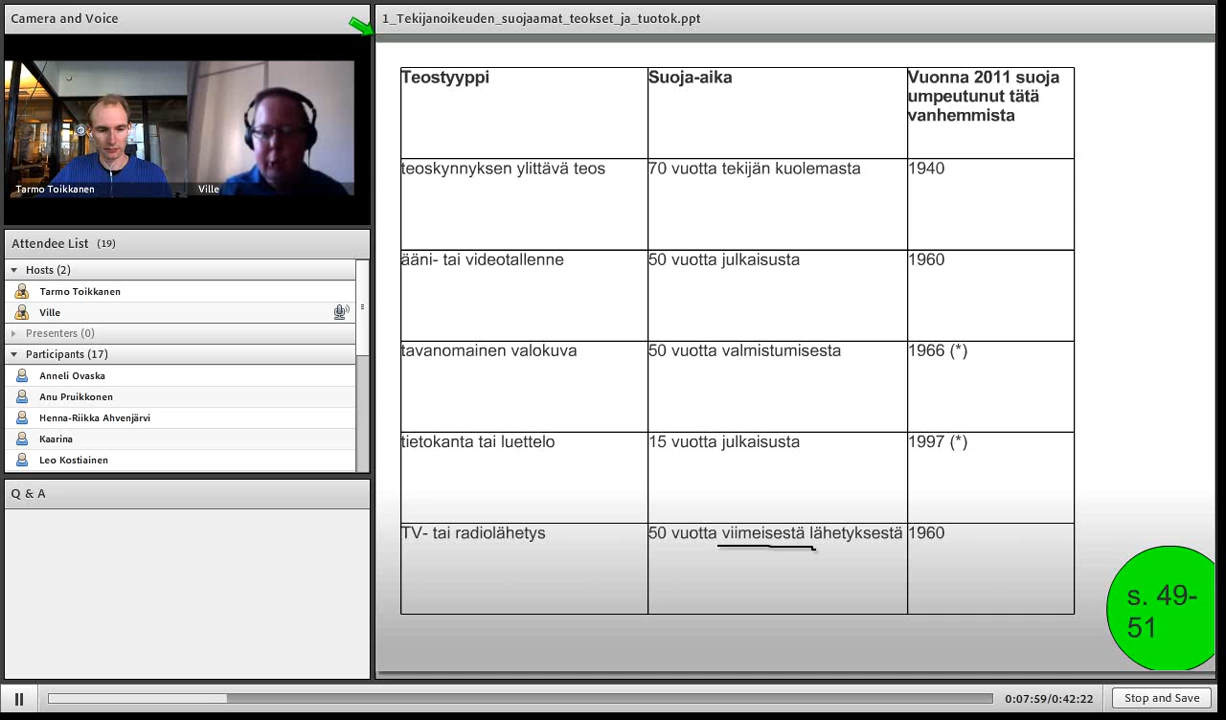 Camera and Voice
Tarmo Toikkanen
Ville
Attendee List (19)
Hosts (2)
Tarmo Toikkanen
Ville
Presenters (0)
Participants (17)
Anneli Ovaska
Anu Pruikkonen
Henna-Riikka Ahvenjärvi
Kaarina
Leo Kostiainen
Q & A
1_Tekijanoikeuden_suojaamat_teokset_ja_tuotok.ppt
Teostyyppi
Suoja-aika
Vuonna 2011 suoja
umpeutunut tätä
vanhemmista
teoskynnyksen ylittävä teos
70 vuotta tekijän kuolemasta
1940
ääni- tai videotallenne
50 vuotta julkaisusta
1960
tavanomainen valokuva
50 vuotta valmistumisesta
1966 (*)
tietokanta tai luettelo
15 vuotta julkaisusta
1997 (*)
TV- tai radiolähetys
50 vuotta viimeisestä lähetyksestä
1960
s. 49-
51
0:07:59/0:42:22
Stop and Save